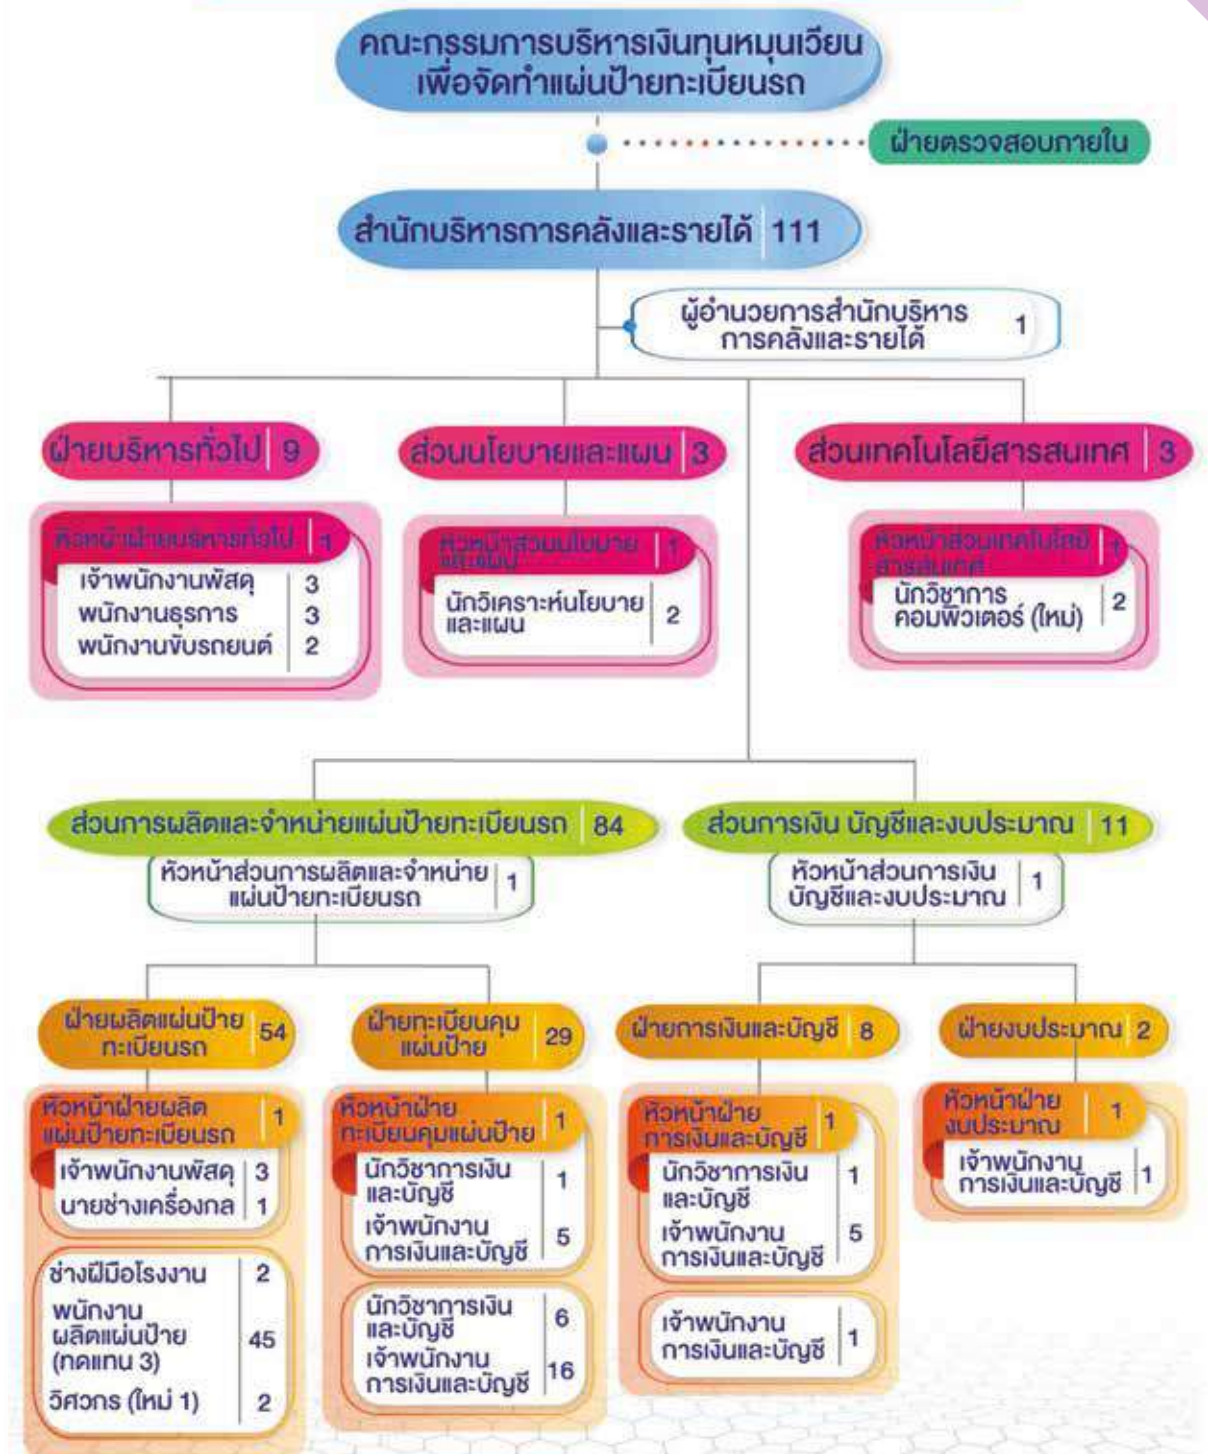 คณะกรรมการบริหารเงินทุนหมุนเวียน
เพื่อจัดทำแผ่นป้ายทะเบียนรถ
ฝ่ายตรวจสอบภายใน
สำนักบริหารการคลังและรายได้ 111
ผู้อำนวยการสำนักบริหาร
การคลังและรายได้ 1
ฝ่ายบริหารทั่วไป 9
หัวหน้าฝ่ายบริหารทั่วไป 1
เจ้าพนักงานพัสดุ 3
พนักงานธุรการ 3
พนักงานขับรถยนต์ 2
ส่วนนโยบายและแผน 3
หัวหน้าส่วนนโยบาย
และแผน 1
นักวิเคราะห์นโยบาย
และแผน 2
ส่วนเทคโนโลยีสารสนเทศ 3
หัวหน้าส่วนเทคโนโลยี
สารสนเทศ 1
นักวิชาการ
คอมพิวเตอร์ (ใหม่) 2
ส่วนการผลิตและจำหน่ายแผ่นป้ายทะเบียนรถ 84
หัวหน้าส่วนการผลิตและจำหน่าย
แผ่นป้ายทะเบียนรถ 1
ส่วนการเงิน บัญชีและงบประมาณ 11
หัวหน้าส่วนการเงิน
บัญชีและงบประมาณ 1
ฝ่ายผลิตแผ่นป้าย
ทะเบียนรถ 54
หัวหน้าฝ่ายผลิต
แผ่นป้ายทะเบียนรถ 1
เจ้าพนักงานพัสดุ 3
นายช่างเครื่องกล 1
ช่างฝีมือโรงงาน 2
พนักงาน
ผลิตแผ่นป้าย 45
(ทดแทน 3)
วิศวกร (ใหม่ 1) 2
ฝ่ายทะเบียนคุม
แผ่นป้าย 29
หัวหน้าฝ่าย
ทะเบียนคุมแผ่นป้าย 1
นักวิชาการเงิน
และบัญชี 1
เจ้าพนักงาน
การเงินและบัญชี 5
นักวิชาการเงิน
และบัญชี 6
เจ้าพนักงาน
การเงินและบัญชี 16
ฝ่ายการเงินและบัญชี 8
หัวหน้าฝ่าย
การเงินและบัญชี 1
นักวิชาการเงิน
และบัญชี 1
เจ้าพนักงาน
การเงินและบัญชี 5
เจ้าพนักงาน
การเงินและบัญชี 1
ฝ่ายงบประมาณ 2
หัวหน้าฝ่าย
งบประมาณ 1
เจ้าพนักงาน
การเงินและบัญชี 1